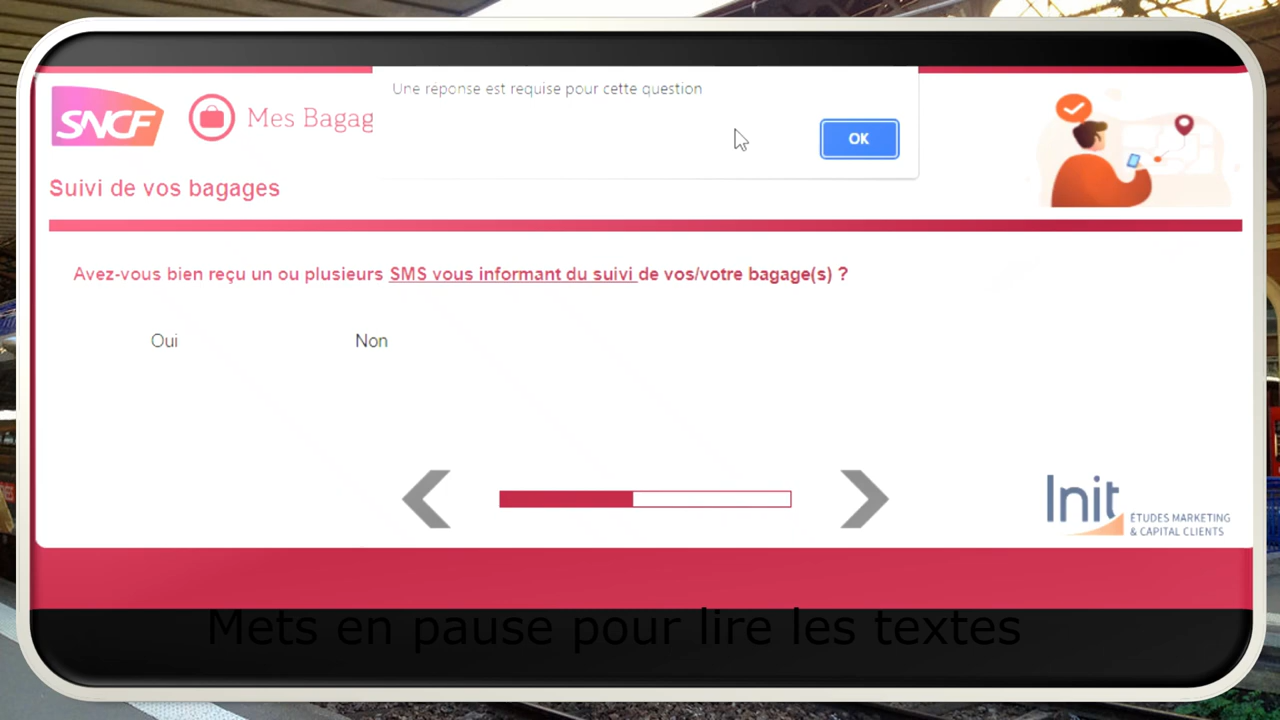 Une réponse est requise pour cette question
OK
SNCF
Mes Bagag
Suivi de vos bagages
Avez-vous bien reçu un ou plusieurs SMS vous informant du suivi de vos/votre bagage(s) ?
Oui Non
Init
ÉTUDES MARKETING
& CAPITAL CLIENTS
Mets en pause pour lire les textes